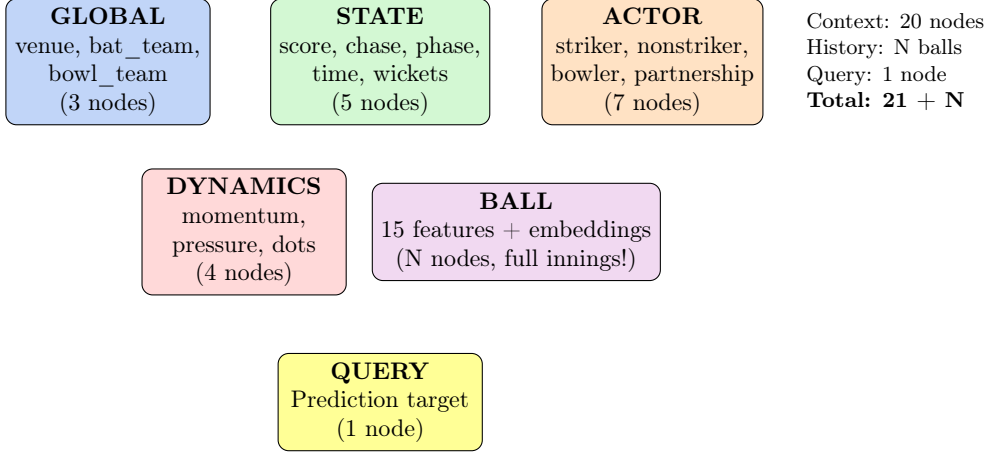 GLOBAL
venue, bat_team,
bowl_team
(3 nodes)
STATE
score, chase, phase,
time, wickets
(5 nodes)
ACTOR
striker, nonstriker,
bowler, partnership
(7 nodes)
Context: 20 nodes
History: N balls
Query: 1 node
Total: 21 + N
DYNAMICS
momentum,
pressure, dots
(4 nodes)
BALL
15 features + embeddings
(N nodes, full innings!)
QUERY
Prediction target
(1 node)